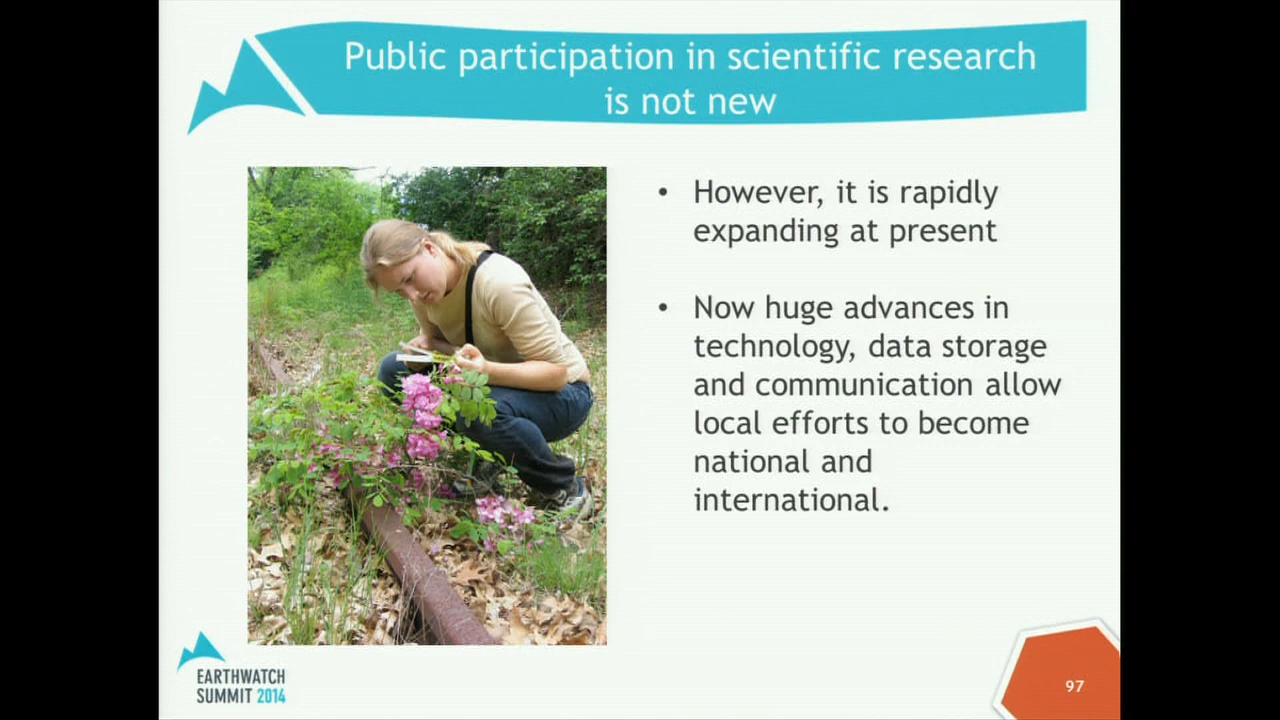 Public participation in scientific research
is not new
• However, it is rapidly
expanding at present
• Now huge advances in
technology, data storage
and communication allow
local efforts to become
national and
international.
EARTHWATCH
SUMMIT 2014
97